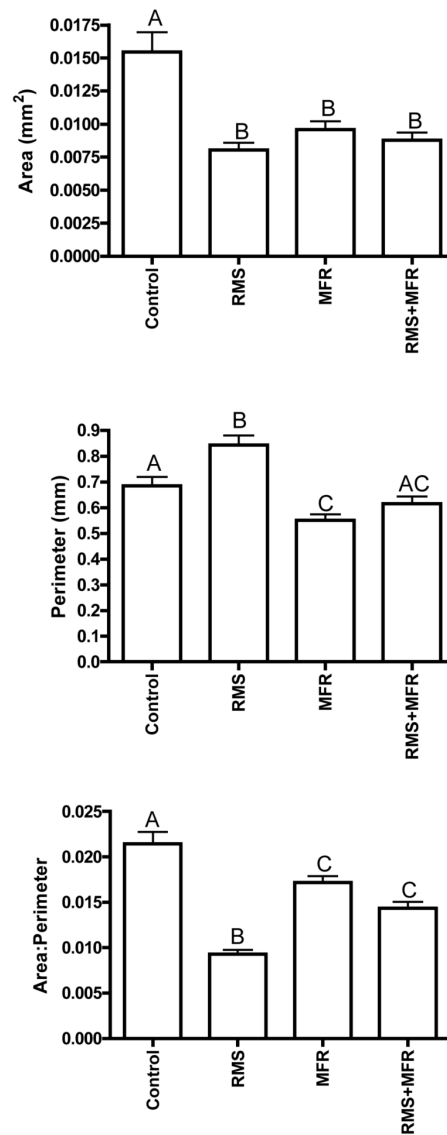 Area (mm²)
0.0175
0.0150
0.0125
0.0100
0.0075
0.0050
0.0025
0.0000
A
B
B
B
Control
RMS
MFR
RMS+MFR
Perimeter (mm)
0.9
0.8
0.7
0.6
0.5
0.4
0.3
0.2
0.1
0.0
A
B
C
AC
Control
RMS
MFR
RMS+MFR
Area:Perimeter
0.025
0.020
0.015
0.010
0.005
0.000
A
B
C
C
Control
RMS
MFR
RMS+MFR